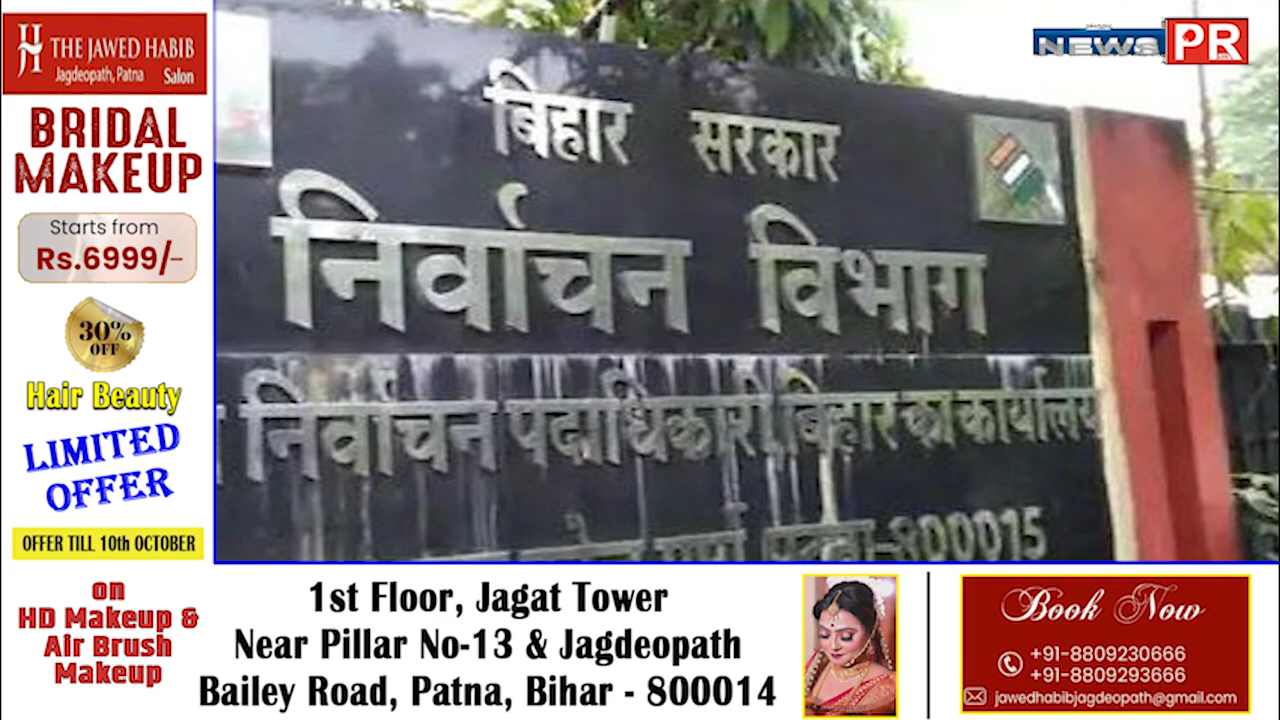 THE JAWED HABIB
Jagdeopath, Patna
Salon
BRIDAL
MAKEUP
Starts from
Rs.6999/-
30%
OFF
Hair Beauty
LIMITED
OFFER
OFFER TILL 10th OCTOBER
on
HD Makeup &
Air Brush
Makeup
NEWS PR
बिहार सरकार
निर्वाचन विभाग
निर्वाचन पदाधिकारी, बिहार का कार्यालय
800015
1st Floor, Jagat Tower
Near Pillar No-13 & Jagdeopath
Bailey Road, Patna, Bihar - 800014
Book Now
+91-8809230666
+91-8809293666
jawedhabibjagdeopath@gmail.com